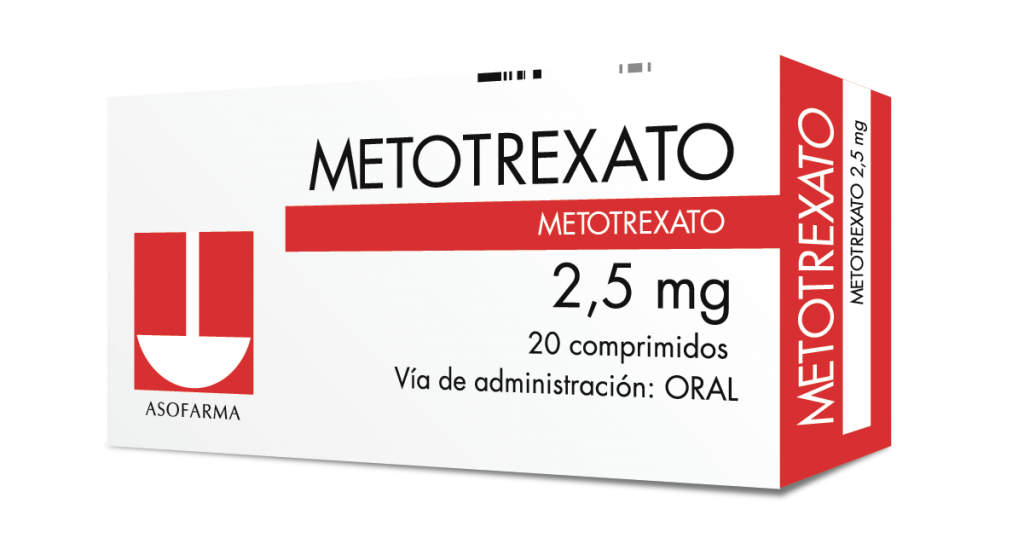 METOTREXATO
METOTREXATO
2,5 mg
20 comprimidos
Vía de administración: ORAL
ASOFARMA
METOTREXATO
METOTREXATO 2,5 mg